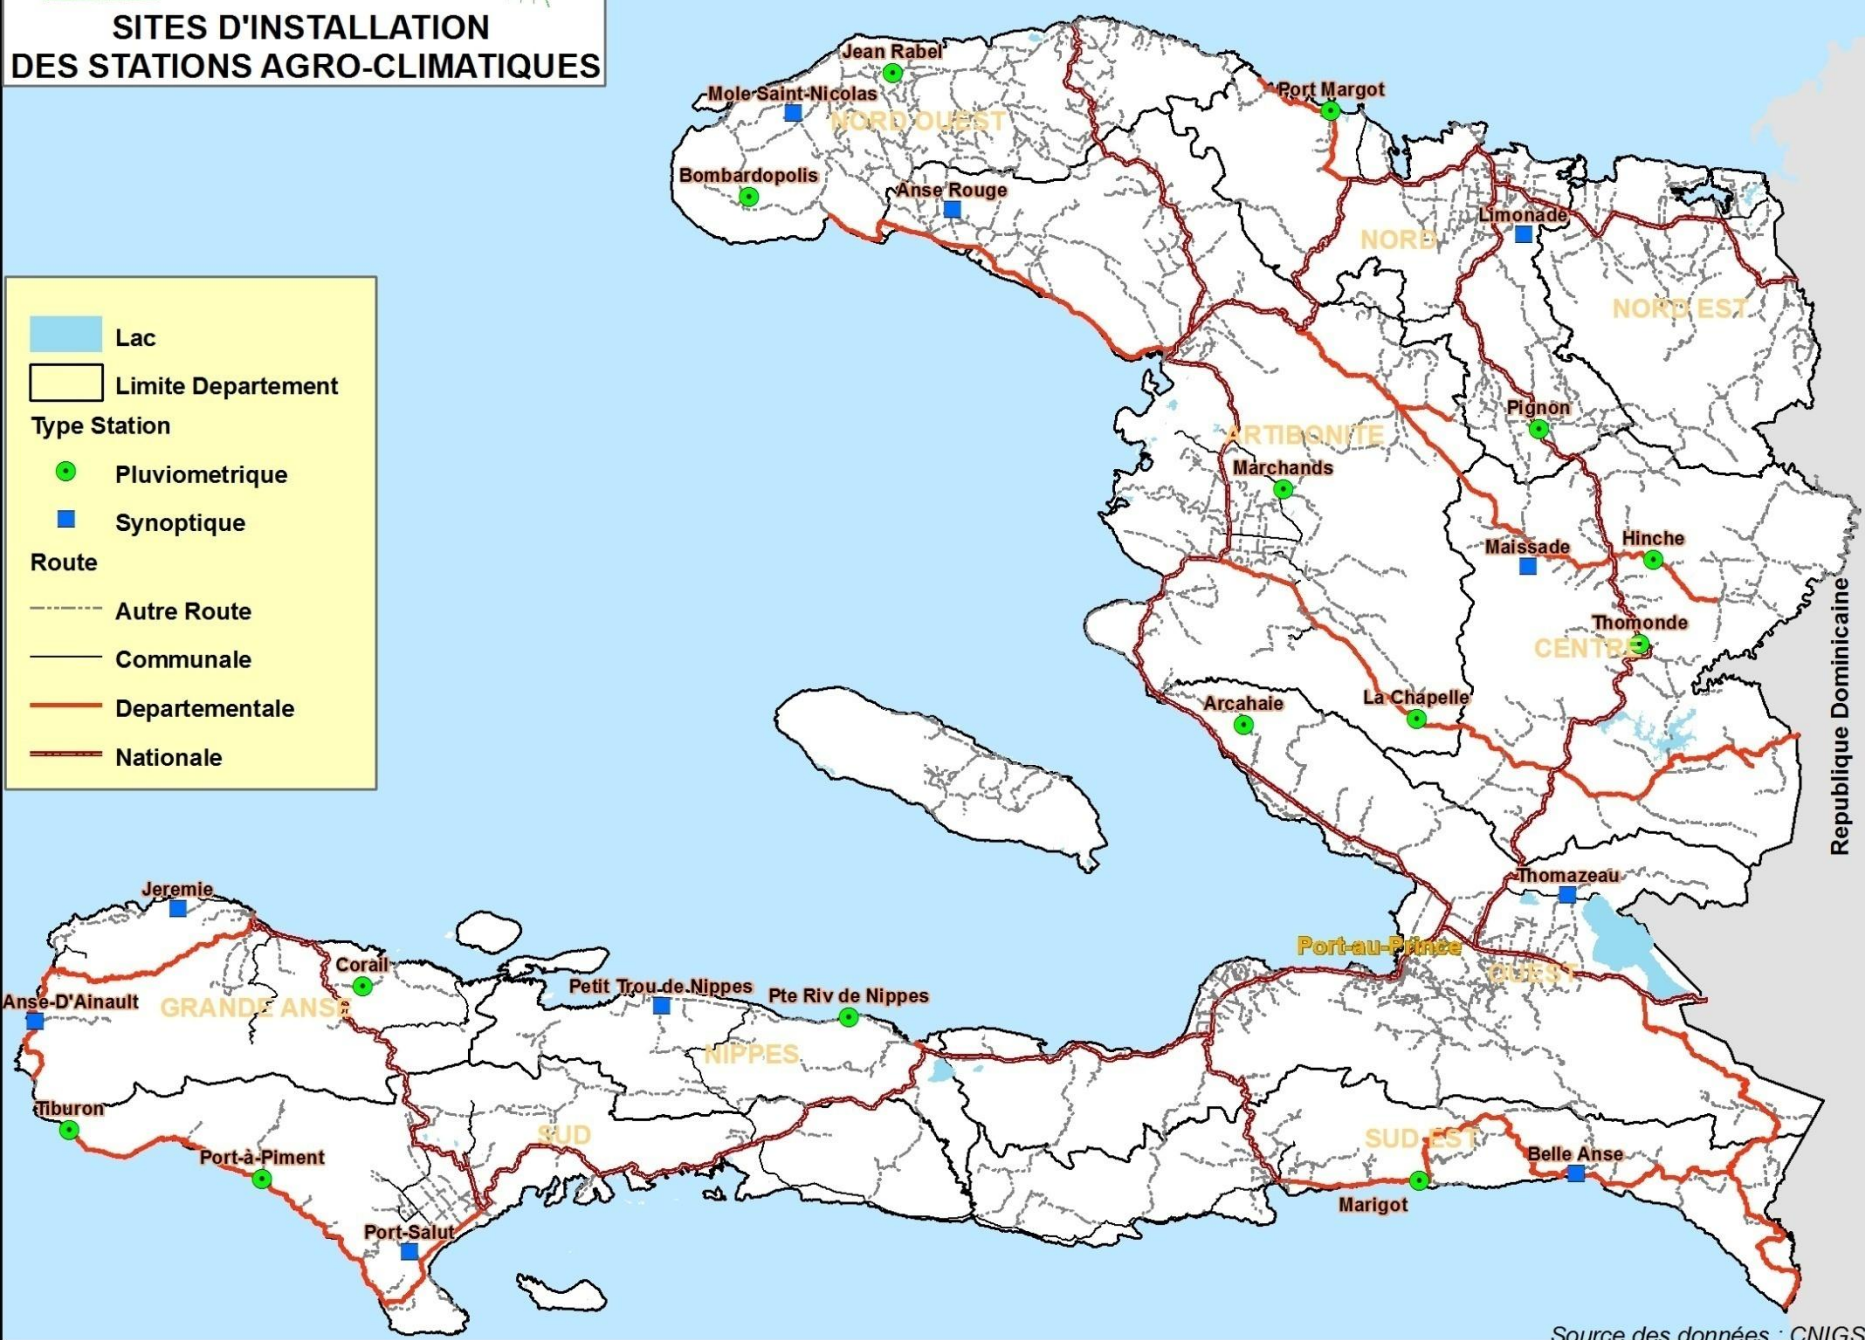 SITES D'INSTALLATION
DES STATIONS AGRO-CLIMATIQUES
Lac
Limite Departement
Type Station
Pluviometrique
Synoptique
Route
Autre Route
Communale
Departementale
Nationale
Jean Rabel
Mole Saint-Nicolas
NORD OUEST
Port Margot
Bombardopolis
Anse Rouge
Limonade
NORD
NORD EST
Pignon
ARTIBONITE
Marchands
Maissade
Hinche
Thomonde
CENTRE
Republique Dominicaine
Arcahaie
La Chapelle
Thomazeau
Port-au-Prince
OUEST
Jeremie
Corail
Anse-D'Ainault
GRANDE ANSE
Petit Trou de Nippes
Pte Riv de Nippes
NIPPES
Tiburon
SUD
Port-à-Piment
SUD EST
Belle Anse
Marigot
Port-Salut
Source des données : CNIGS